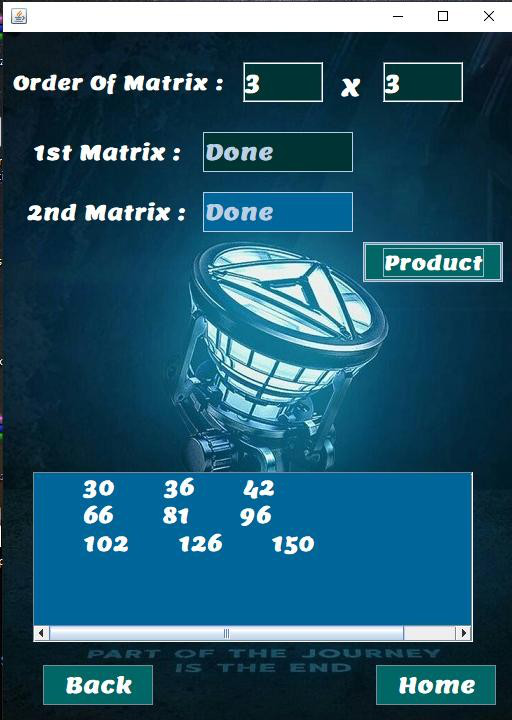 Order Of Matrix : 3 x 3
1st Matrix : Done
2nd Matrix : Done
Product
30 36 42
66 81 96
102 126 150
PART OF THE JOURNEY
IS THE END
Back Home